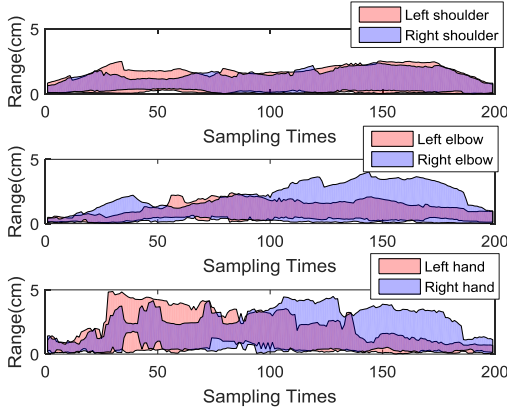 Left shoulder
Right shoulder
Range(cm)
5
0
0 50 100 150 200
Sampling Times
Left elbow
Right elbow
Range(cm)
5
0
0 50 100 150 200
Sampling Times
Left hand
Right hand
Range(cm)
5
0
0 50 100 150 200
Sampling Times